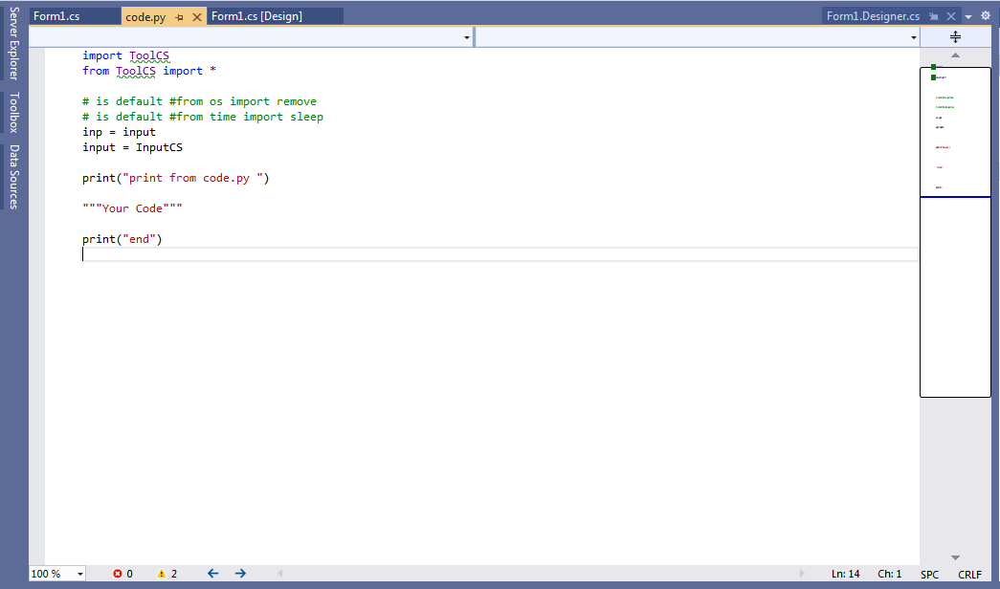 Form1.cs
code.py
Form1.cs [Design]
Form1.Designer.cs
Server Explorer
Toolbox
Data Sources
import ToolCS
from ToolCS import *
# is default #from os import remove
# is default #from time import sleep
inp = input
input = InputCS
print("print from code.py ")
"""Your Code"""
print("end")
100 %
0
2
Ln: 14
Ch: 1
SPC
CRLF